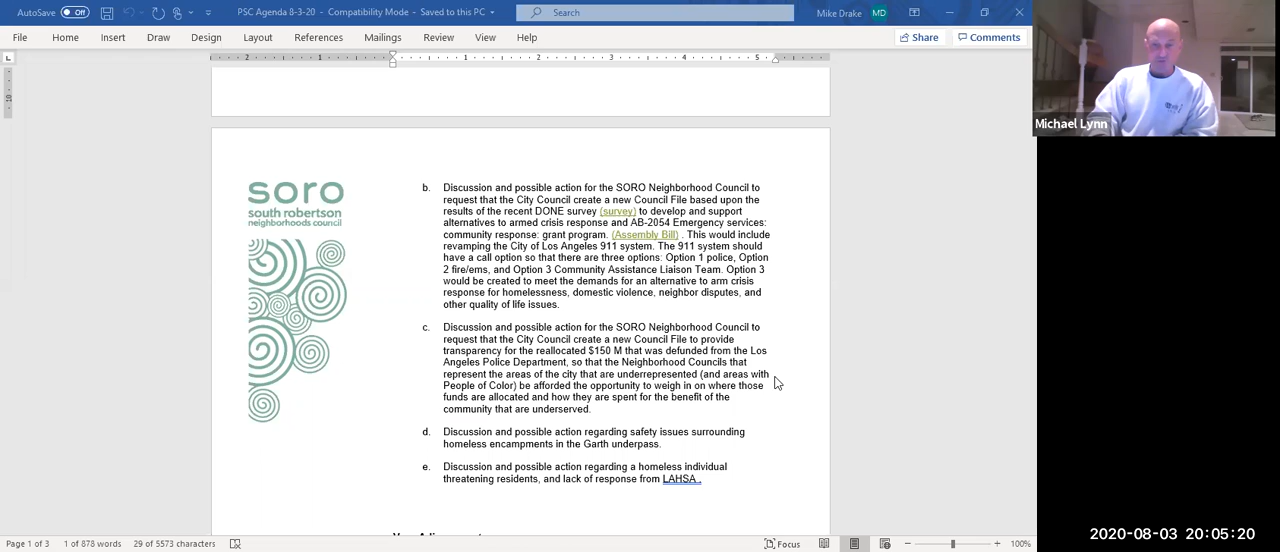 AutoSave Off PSC Agenda 8-3-20 - Compatibility Mode - Saved to this PC Search Mike Drake MD
File Home Insert Draw Design Layout References Mailings Review View Help Share Comments
2 1 1 2 3 4 5
10
soro
south robertson
neighborhoods council
b. Discussion and possible action for the SORO Neighborhood Council to
request that the City Council create a new Council File based upon the
results of the recent DONE survey (survey) to develop and support
alternatives to armed crisis response and AB-2054 Emergency services:
community response: grant program. (Assembly Bill) . This would include
revamping the City of Los Angeles 911 system. The 911 system should
have a call option so that there are three options: Option 1 police, Option
2 fire/ems, and Option 3 Community Assistance Liaison Team. Option 3
would be created to meet the demands for an alternative to arm crisis
response for homelessness, domestic violence, neighbor disputes, and
other quality of life issues.
c. Discussion and possible action for the SORO Neighborhood Council to
request that the City Council create a new Council File to provide
transparency for the reallocated $150 M that was defunded from the Los
Angeles Police Department, so that the Neighborhood Councils that
represent the areas of the city that are underrepresented (and areas with
People of Color) be afforded the opportunity to weigh in on where those
funds are allocated and how they are spent for the benefit of the
community that are underserved.
d. Discussion and possible action regarding safety issues surrounding
homeless encampments in the Garth underpass.
e. Discussion and possible action regarding a homeless individual
threatening residents, and lack of response from LAHSA .
Michael Lynn
Page 1 of 3 1 of 878 words 29 of 5573 characters Focus 100%
2020-08-03 20:05:20